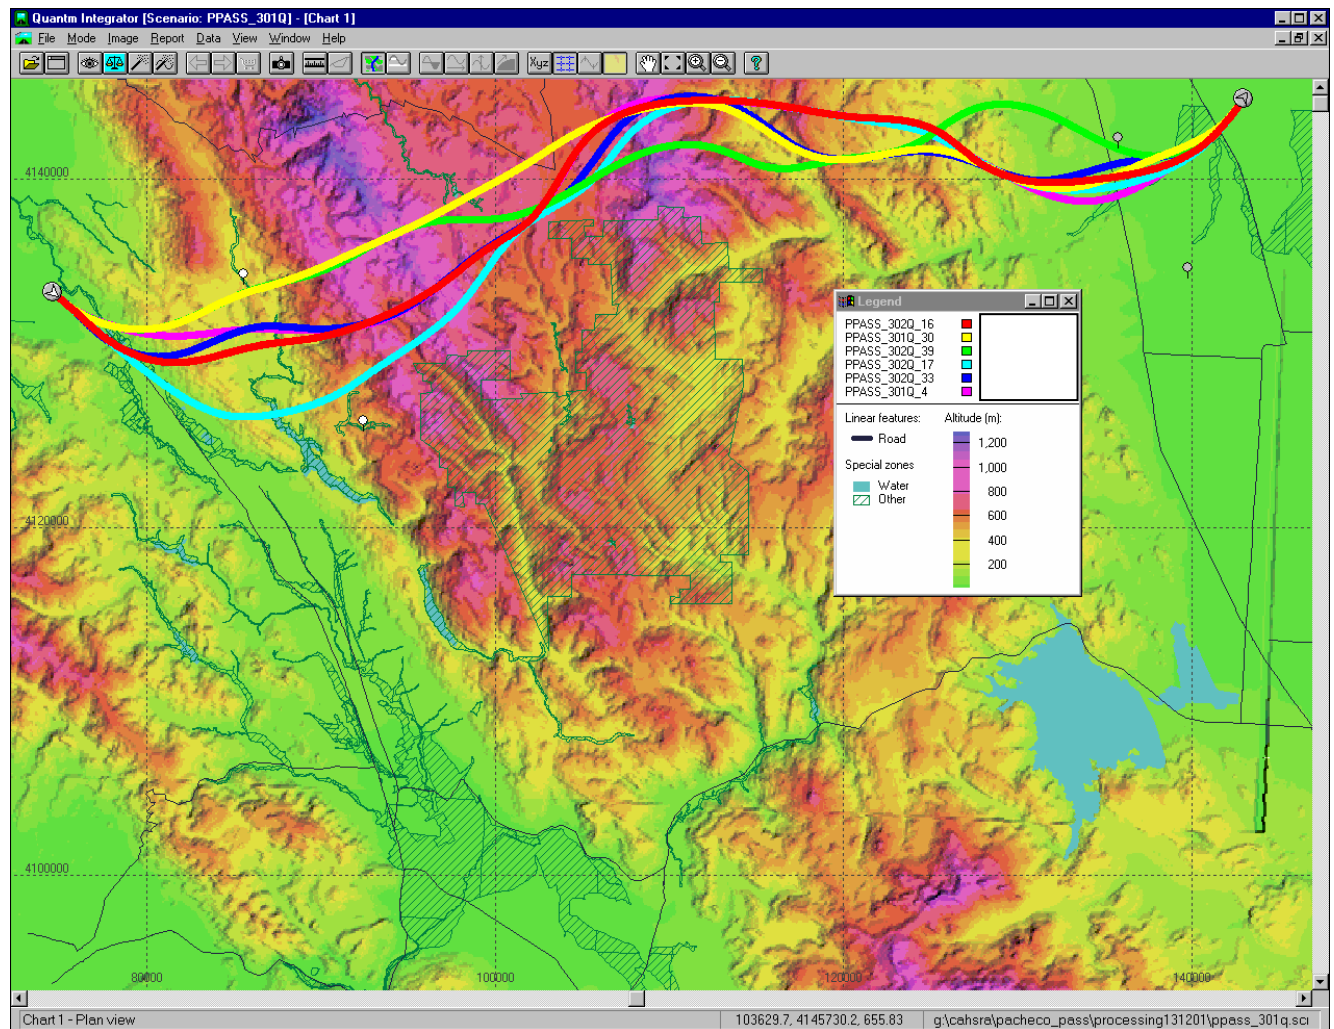 Quantm Integrator [Scenario: PPASS_301Q] - [Chart 1]
File Mode Image Report Data View Window Help
Xyz
?
4140000
4120000
4100000
80000 100000 120000 140000
Legend
PPASS_302Q_16
PPASS_301Q_30
PPASS_302Q_39
PPASS_302Q_17
PPASS_302Q_33
PPASS_301Q_4
Linear features:
Road
Special zones
Water
Other
Altitude (m):
1,200
1,000
800
600
400
200
Chart 1 - Plan view 103629.7, 4145730.2, 655.83 g:\cahsra\pacheco_pass\processing131201\ppass_301q.sc